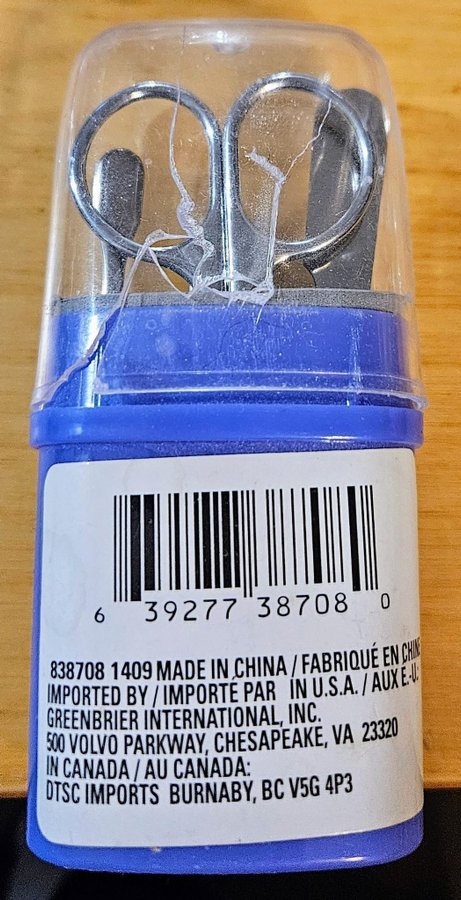 6 39277 38708 0
838708 1409 MADE IN CHINA / FABRIQUÉ EN CHINE
IMPORTED BY / IMPORTÉ PAR IN U.S.A. / AUX É.-U.:
GREENBRIER INTERNATIONAL, INC.
500 VOLVO PARKWAY, CHESAPEAKE, VA 23320
IN CANADA / AU CANADA:
DTSC IMPORTS BURNABY, BC V5G 4P3